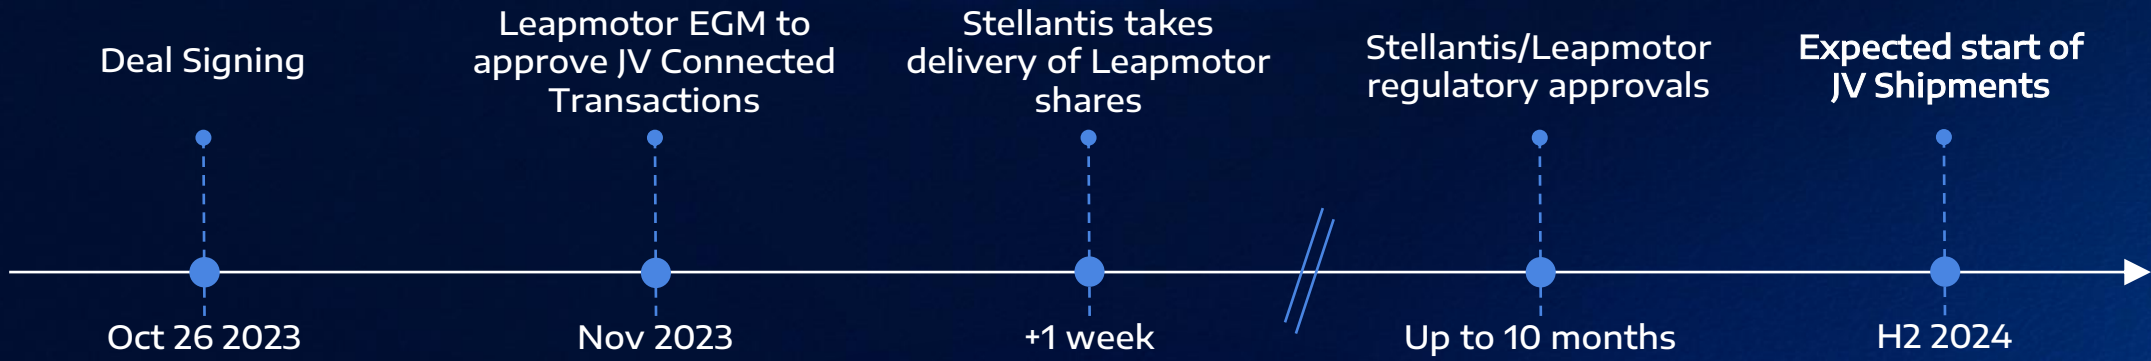 Deal Signing
Leapmotor EGM to
approve JV Connected
Transactions
Stellantis takes
delivery of Leapmotor
shares
Stellantis/Leapmotor
regulatory approvals
Expected start of
JV Shipments
Oct 26 2023
Nov 2023
+1 week
Up to 10 months
H2 2024